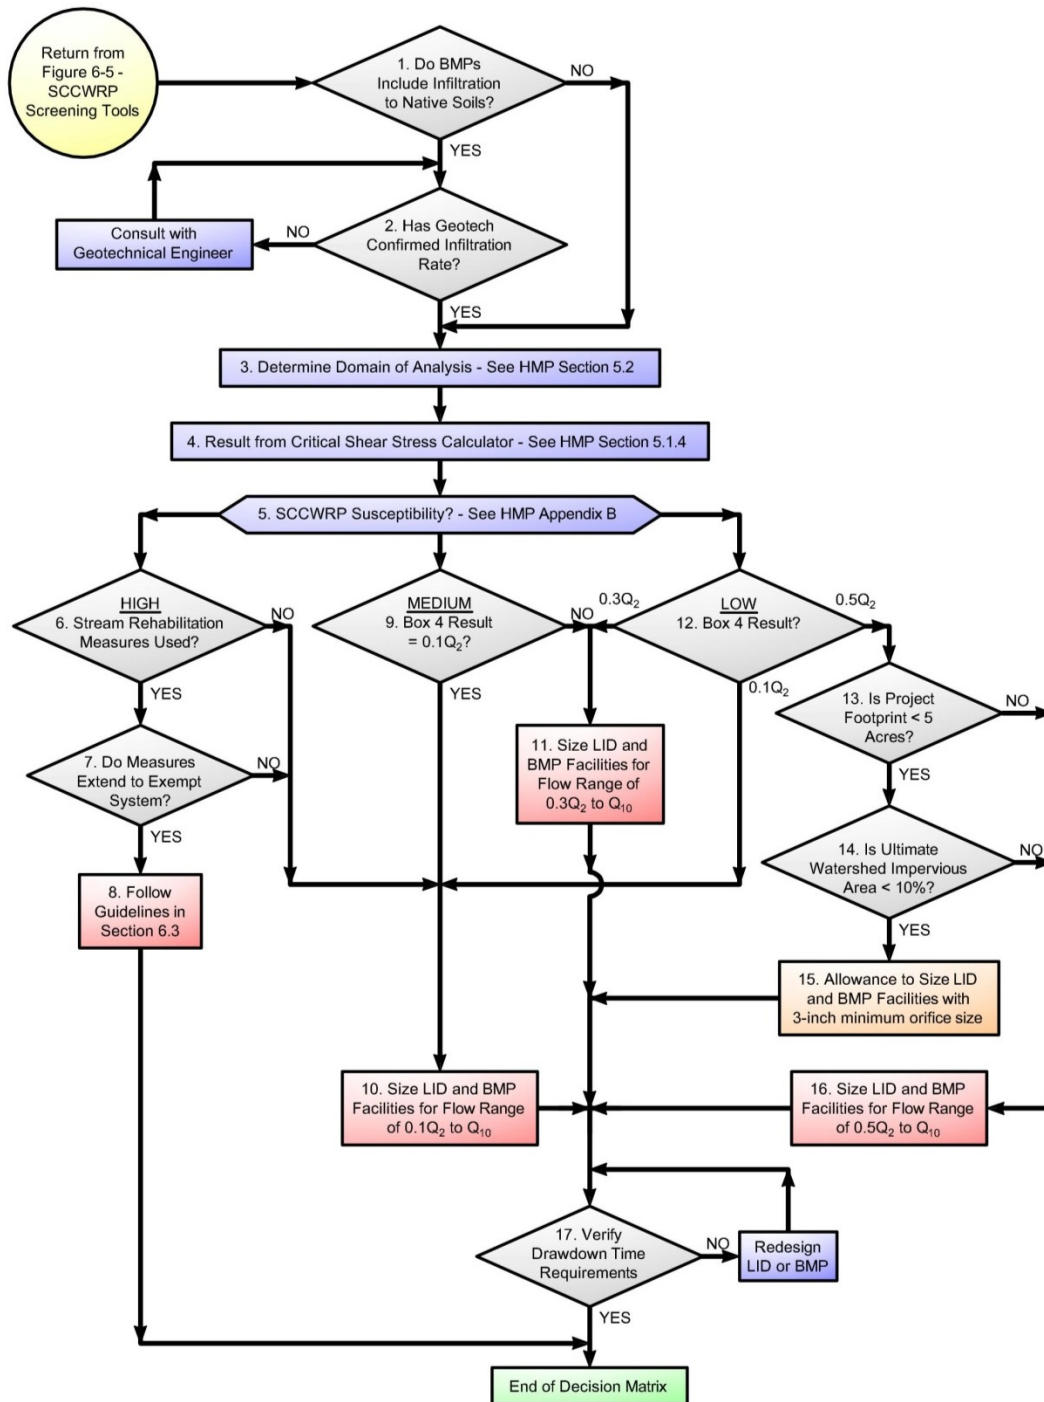 Return from
Figure 6-5 -
SCCWRP
Screening Tools
1. Do BMPs
Include Infiltration
to Native Soils?
NO
YES
2. Has Geotech
Confirmed Infiltration
Rate?
NO
Consult with
Geotechnical Engineer
YES
3. Determine Domain of Analysis - See HMP Section 5.2
4. Result from Critical Shear Stress Calculator - See HMP Section 5.1.4
5. SCCWRP Susceptibility? - See HMP Appendix B
HIGH
6. Stream Rehabilitation
Measures Used?
NO
YES
MEDIUM
9. Box 4 Result
= 0.1Q₂?
NO
YES
LOW
12. Box 4 Result?
0.3Q₂
0.5Q₂
0.1Q₂
7. Do Measures
Extend to Exempt
System?
NO
YES
11. Size LID and
BMP Facilities for
Flow Range of
0.3Q₂ to Q₁₀
13. Is Project
Footprint < 5
Acres?
NO
YES
14. Is Ultimate
Watershed Impervious
Area < 10%?
NO
YES
8. Follow
Guidelines in
Section 6.3
15. Allowance to Size LID
and BMP Facilities with
3-inch minimum orifice size
10. Size LID and BMP
Facilities for Flow Range
of 0.1Q₂ to Q₁₀
16. Size LID and BMP
Facilities for Flow Range
of 0.5Q₂ to Q₁₀
17. Verify
Drawdown Time
Requirements
NO
Redesign
LID or BMP
YES
End of Decision Matrix